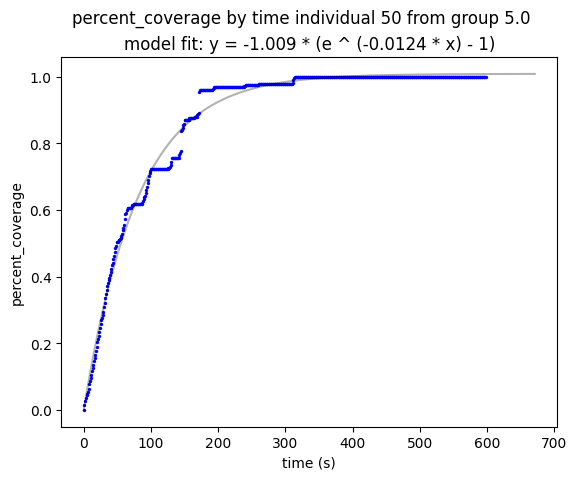 percent_coverage by time individual 50 from group 5.0
model fit: y = -1.009 * (e ^ (-0.0124 * x) - 1)
1.0
0.8
0.6
0.4
0.2
0.0
percent_coverage
0 100 200 300 400 500 600 700
time (s)